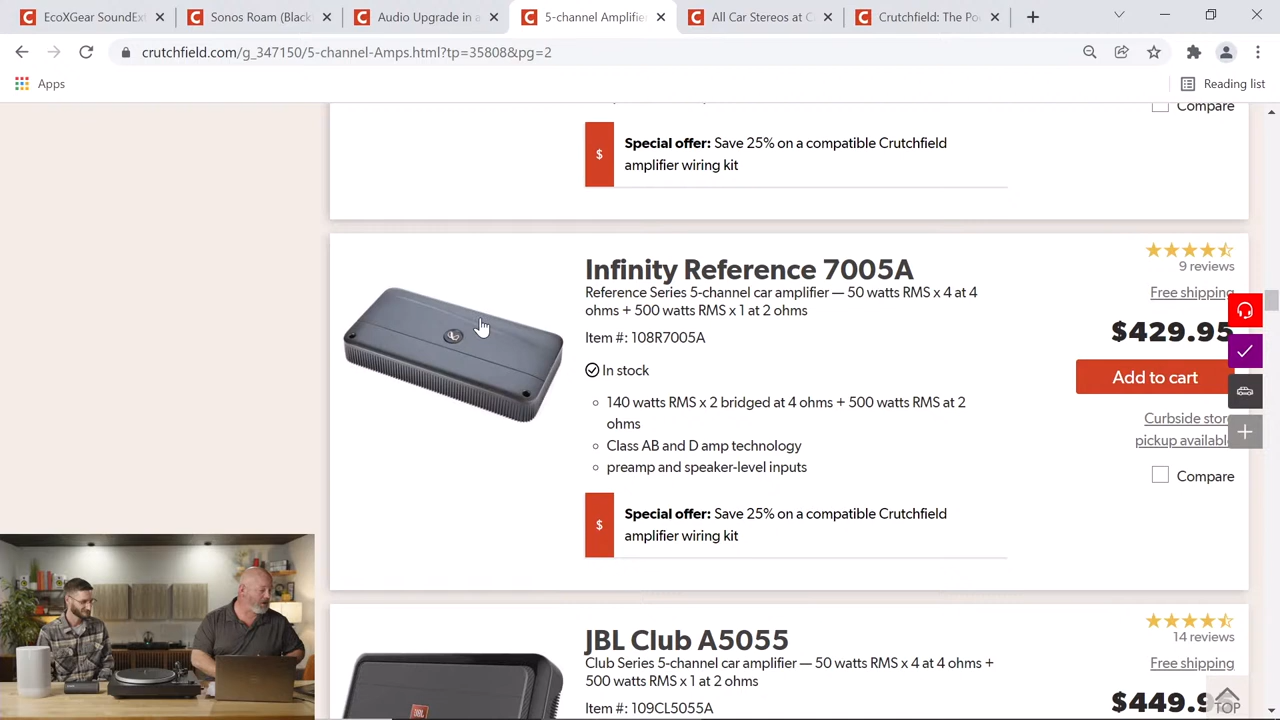 EcoXGear SoundExt
Sonos Roam (Black
Audio Upgrade in a
5-channel Amplifie
All Car Stereos at C
Crutchfield: The Po
crutchfield.com/g_347150/5-channel-Amps.html?tp=35808&pg=2
Apps
Reading list
Compare
$
Special offer: Save 25% on a compatible Crutchfield
amplifier wiring kit
Infinity Reference 7005A
Reference Series 5-channel car amplifier — 50 watts RMS x 4 at 4
ohms + 500 watts RMS x 1 at 2 ohms
Item #: 108R7005A
In stock
140 watts RMS x 2 bridged at 4 ohms + 500 watts RMS at 2
ohms
Class AB and D amp technology
preamp and speaker-level inputs
$
Special offer: Save 25% on a compatible Crutchfield
amplifier wiring kit
9 reviews
Free shipping
$429.95
Add to cart
Curbside stor
pickup availabl
Compare
JBL Club A5055
Club Series 5-channel car amplifier — 50 watts RMS x 4 at 4 ohms +
500 watts RMS x 1 at 2 ohms
Item #: 109CL5055A
JBL
14 reviews
Free shipping
$449.9
TOP